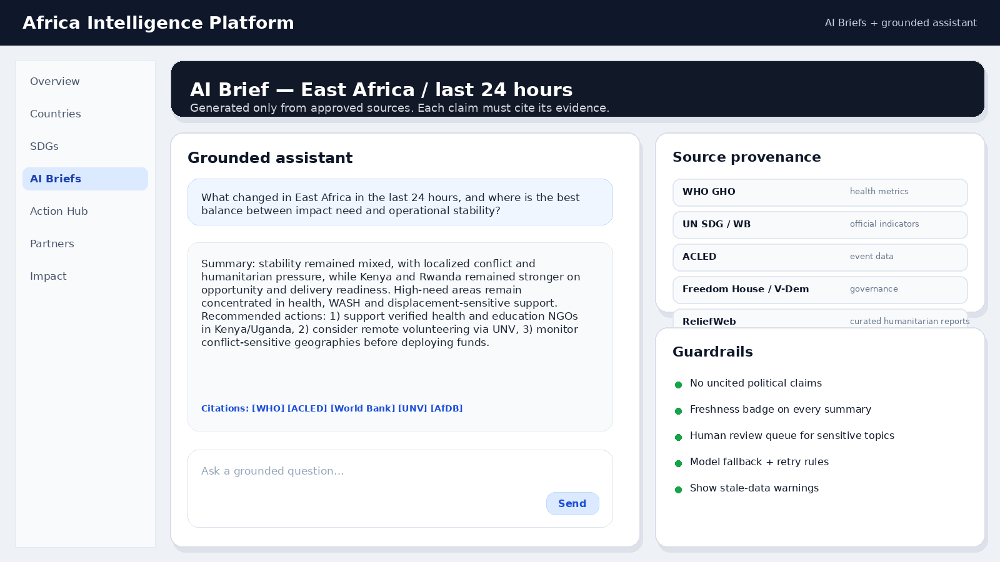 Africa Intelligence Platform
AI Briefs + grounded assistant
Overview
Countries
SDGs
AI Briefs
Action Hub
Partners
Impact
AI Brief — East Africa / last 24 hours
Generated only from approved sources. Each claim must cite its evidence.
Grounded assistant
What changed in East Africa in the last 24 hours, and where is the best
balance between impact need and operational stability?
Summary: stability remained mixed, with localized conflict and
humanitarian pressure, while Kenya and Rwanda remained stronger on
opportunity and delivery readiness. High-need areas remain
concentrated in health, WASH and displacement-sensitive support.
Recommended actions: 1) support verified health and education NGOs
in Kenya/Uganda, 2) consider remote volunteering via UNV, 3) monitor
conflict-sensitive geographies before deploying funds.
Citations: [WHO] [ACLED] [World Bank] [UNV] [AfDB]
Ask a grounded question...
Send
Source provenance
WHO GHO health metrics
UN SDG / WB official indicators
ACLED event data
Freedom House / V-Dem governance
ReliefWeb curated humanitarian reports
Guardrails
No uncited political claims
Freshness badge on every summary
Human review queue for sensitive topics
Model fallback + retry rules
Show stale-data warnings